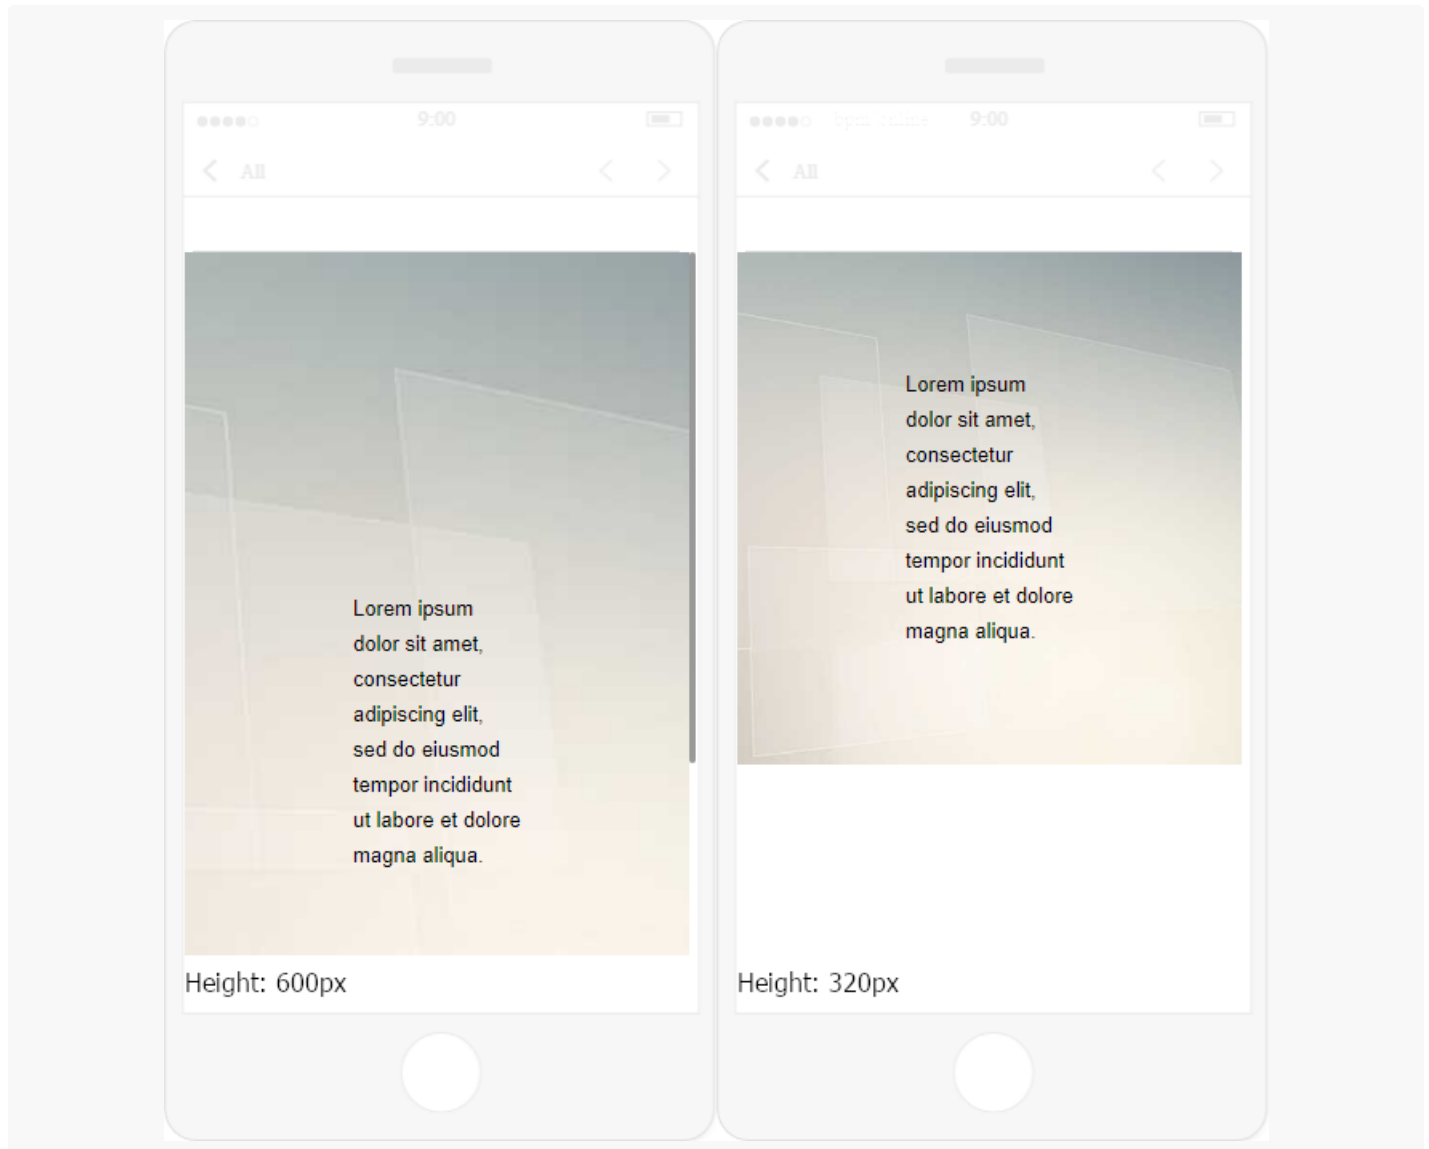 9:00
All
Lorem ipsum
dolor sit amet,
consectetur
adipiscing elit,
sed do eiusmod
tempor incididunt
ut labore et dolore
magna aliqua.
Height: 600px
bpm online 9:00
All
Lorem ipsum
dolor sit amet,
consectetur
adipiscing elit,
sed do eiusmod
tempor incididunt
ut labore et dolore
magna aliqua.
Height: 320px